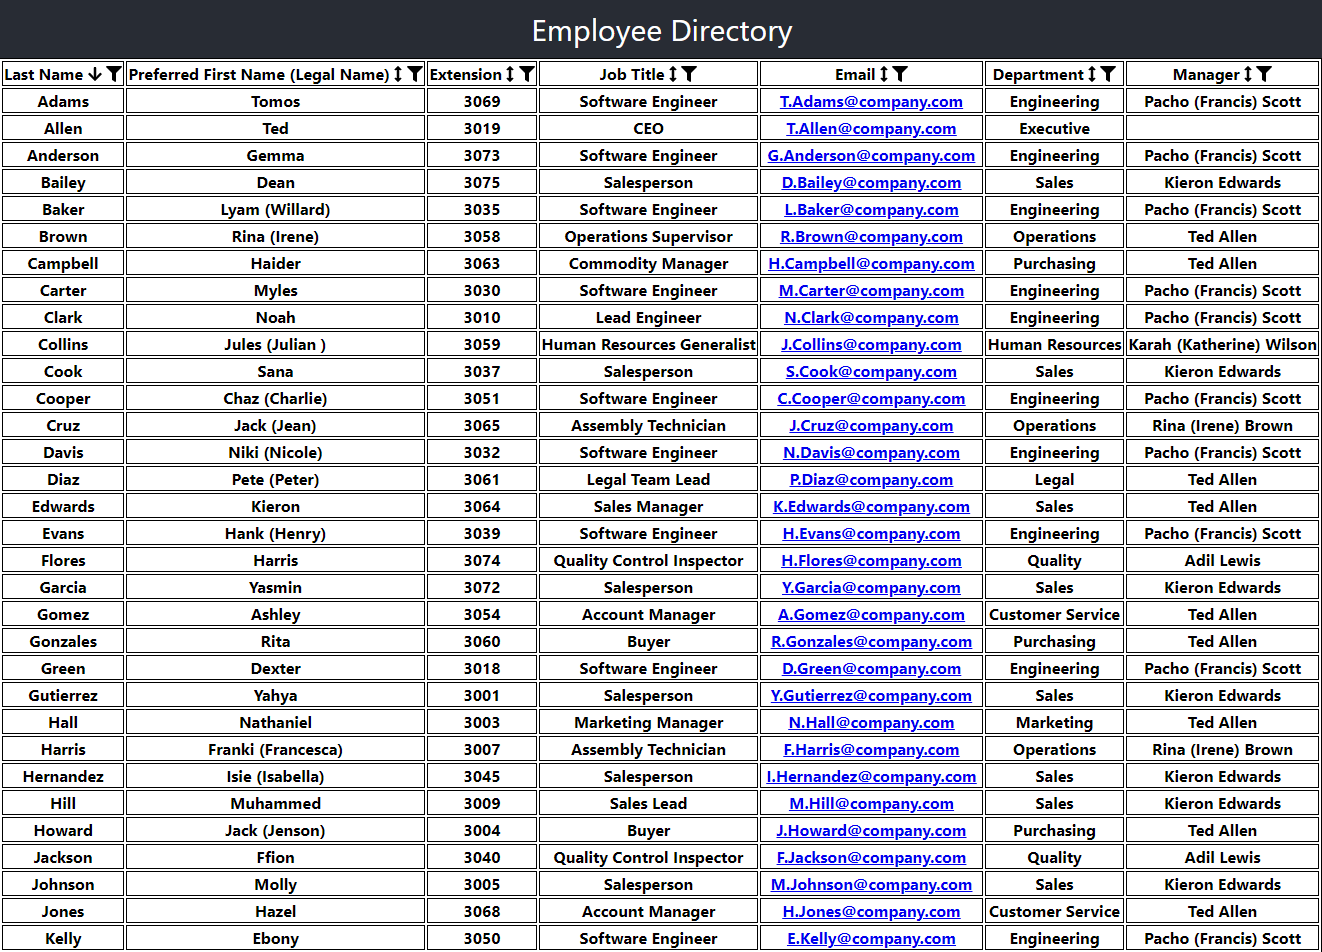 Employee Directory
Last Name Preferred First Name (Legal Name) Extension Job Title Email Department Manager
Adams Tomos 3069 Software Engineer T.Adams@company.com Engineering Pacho (Francis) Scott
Allen Ted 3019 CEO T.Allen@company.com Executive
Anderson Gemma 3073 Software Engineer G.Anderson@company.com Engineering Pacho (Francis) Scott
Bailey Dean 3075 Salesperson D.Bailey@company.com Sales Kieron Edwards
Baker Lyam (Willard) 3035 Software Engineer L.Baker@company.com Engineering Pacho (Francis) Scott
Brown Rina (Irene) 3058 Operations Supervisor R.Brown@company.com Operations Ted Allen
Campbell Haider 3063 Commodity Manager H.Campbell@company.com Purchasing Ted Allen
Carter Myles 3030 Software Engineer M.Carter@company.com Engineering Pacho (Francis) Scott
Clark Noah 3010 Lead Engineer N.Clark@company.com Engineering Pacho (Francis) Scott
Collins Jules (Julian ) 3059 Human Resources Generalist J.Collins@company.com Human Resources Karah (Katherine) Wilson
Cook Sana 3037 Salesperson S.Cook@company.com Sales Kieron Edwards
Cooper Chaz (Charlie) 3051 Software Engineer C.Cooper@company.com Engineering Pacho (Francis) Scott
Cruz Jack (Jean) 3065 Assembly Technician J.Cruz@company.com Operations Rina (Irene) Brown
Davis Niki (Nicole) 3032 Software Engineer N.Davis@company.com Engineering Pacho (Francis) Scott
Diaz Pete (Peter) 3061 Legal Team Lead P.Diaz@company.com Legal Ted Allen
Edwards Kieron 3064 Sales Manager K.Edwards@company.com Sales Ted Allen
Evans Hank (Henry) 3039 Software Engineer H.Evans@company.com Engineering Pacho (Francis) Scott
Flores Harris 3074 Quality Control Inspector H.Flores@company.com Quality Adil Lewis
Garcia Yasmin 3072 Salesperson Y.Garcia@company.com Sales Kieron Edwards
Gomez Ashley 3054 Account Manager A.Gomez@company.com Customer Service Ted Allen
Gonzales Rita 3060 Buyer R.Gonzales@company.com Purchasing Ted Allen
Green Dexter 3018 Software Engineer D.Green@company.com Engineering Pacho (Francis) Scott
Gutierrez Yahya 3001 Salesperson Y.Gutierrez@company.com Sales Kieron Edwards
Hall Nathaniel 3003 Marketing Manager N.Hall@company.com Marketing Ted Allen
Harris Franki (Francesca) 3007 Assembly Technician F.Harris@company.com Operations Rina (Irene) Brown
Hernandez Isie (Isabella) 3045 Salesperson I.Hernandez@company.com Sales Kieron Edwards
Hill Muhammed 3009 Sales Lead M.Hill@company.com Sales Kieron Edwards
Howard Jack (Jenson) 3004 Buyer J.Howard@company.com Purchasing Ted Allen
Jackson Ffion 3040 Quality Control Inspector F.Jackson@company.com Quality Adil Lewis
Johnson Molly 3005 Salesperson M.Johnson@company.com Sales Kieron Edwards
Jones Hazel 3068 Account Manager H.Jones@company.com Customer Service Ted Allen
Kelly Ebony 3050 Software Engineer E.Kelly@company.com Engineering Pacho (Francis) Scott